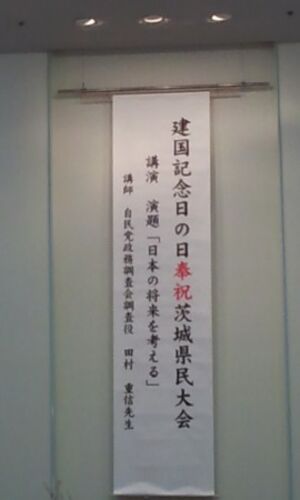 建国記念日の日奉祝茨城県民大会
講演 演題「日本の将来を考える」
講師 自民党政務調査会調査役 田村 重信先生